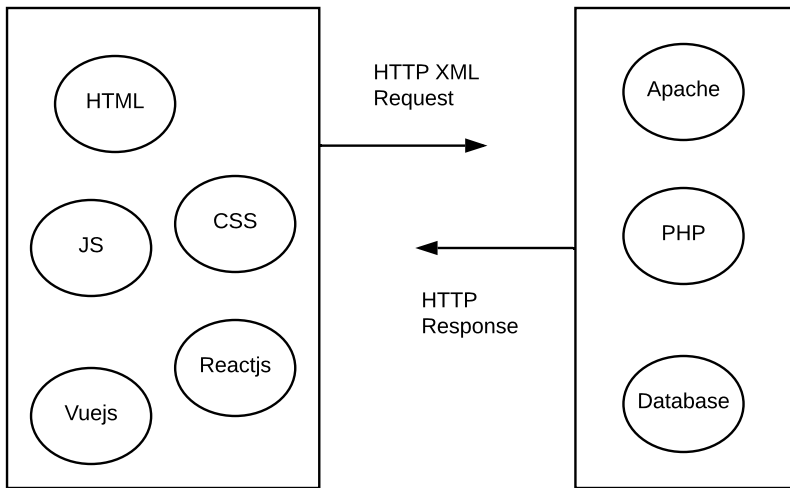 HTML
CSS
JS
Reactjs
Vuejs
HTTP XML
Request
HTTP
Response
Apache
PHP
Database